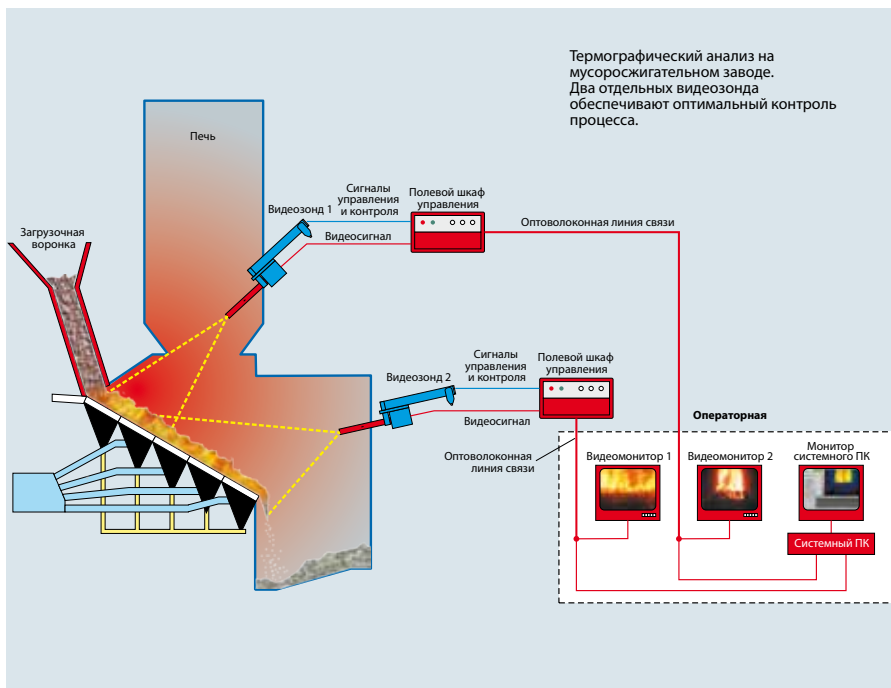 Термографический анализ на
мусоросжигательном заводе.
Два отдельных видеозонда
обеспечивают оптимальный контроль
процесса.
Печь
Загрузочная
воронка
Видеозонд 1
Сигналы
управления
и контроля
Видеосигнал
Полевой шкаф
управления
Оптоволоконная линия связи
Видеозонд 2
Сигналы
управления
и контроля
Видеосигнал
Полевой шкаф
управления
Оптоволоконная
линия связи
Операторная
Видеомонитор 1
Видеомонитор 2
Монитор
системного ПК
Системный ПК